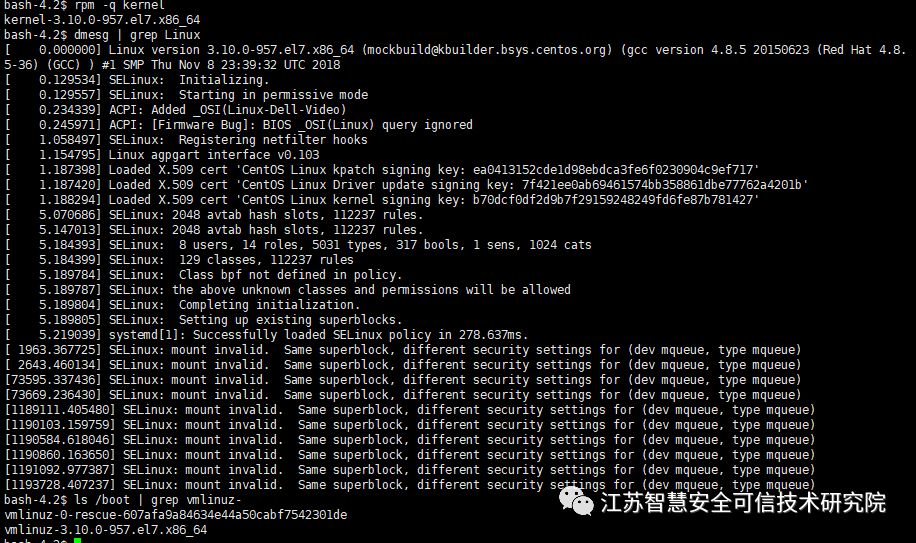 bash-4.2$ rpm -q kernel
kernel-3.10.0-957.el7.x86_64
bash-4.2$ dmesg | grep Linux
[    0.000000] Linux version 3.10.0-957.el7.x86_64 (mockbuild@kbuilder.bsys.centos.org) (gcc version 4.8.5 20150623 (Red Hat 4.8.
5-36) (GCC) ) #1 SMP Thu Nov 8 23:39:32 UTC 2018
[    0.129534] SELinux:  Initializing.
[    0.129557] SELinux:  Starting in permissive mode
[    0.234339] ACPI: Added _OSI(Linux-Dell-Video)
[    0.245971] ACPI: [Firmware Bug]: BIOS _OSI(Linux) query ignored
[    1.058497] SELinux:  Registering netfilter hooks
[    1.154795] Linux agpgart interface v0.103
[    1.187398] Loaded X.509 cert 'CentOS Linux kpatch signing key: ea0413152cde1d98ebdca3fe6f0230904c9ef717'
[    1.187420] Loaded X.509 cert 'CentOS Linux Driver update signing key: 7f421ee0ab69461574bb358861dbe77762a4201b'
[    1.188294] Loaded X.509 cert 'CentOS Linux kernel signing key: b70dcf0df2d9b7f29159248249fd6fe87b781427'
[    5.070686] SELinux: 2048 avtab hash slots, 112237 rules.
[    5.147013] SELinux: 2048 avtab hash slots, 112237 rules.
[    5.184393] SELinux:  8 users, 14 roles, 5031 types, 317 bools, 1 sens, 1024 cats
[    5.184399] SELinux:  129 classes, 112237 rules
[    5.189784] SELinux:  Class bpf not defined in policy.
[    5.189787] SELinux: the above unknown classes and permissions will be allowed
[    5.189804] SELinux:  Completing initialization.
[    5.189805] SELinux:  Setting up existing superblocks.
[    5.219039] systemd[1]: Successfully loaded SELinux policy in 278.637ms.
[ 1963.367725] SELinux: mount invalid.  Same superblock, different security settings for (dev mqueue, type mqueue)
[ 2643.460134] SELinux: mount invalid.  Same superblock, different security settings for (dev mqueue, type mqueue)
[73595.337436] SELinux: mount invalid.  Same superblock, different security settings for (dev mqueue, type mqueue)
[73669.236430] SELinux: mount invalid.  Same superblock, different security settings for (dev mqueue, type mqueue)
[1189111.405480] SELinux: mount invalid.  Same superblock, different security settings for (dev mqueue, type mqueue)
[1190103.159759] SELinux: mount invalid.  Same superblock, different security settings for (dev mqueue, type mqueue)
[1190584.618046] SELinux: mount invalid.  Same superblock, different security settings for (dev mqueue, type mqueue)
[1190860.163650] SELinux: mount invalid.  Same superblock, different security settings for (dev mqueue, type mqueue)
[1191092.977387] SELinux: mount invalid.  Same superblock, different security settings for (dev mqueue, type mqueue)
[1193728.407237] SELinux: mount invalid.  Same superblock, different security settings for (dev mqueue, type mqueue)
bash-4.2$ ls /boot | grep vmlinuz-
vmlinuz-0-rescue-607afa9a84634e44a50cabf7542301de
vmlinuz-3.10.0-957.el7.x86_64
bash-4.2$
江苏智慧安全可信技术研究院